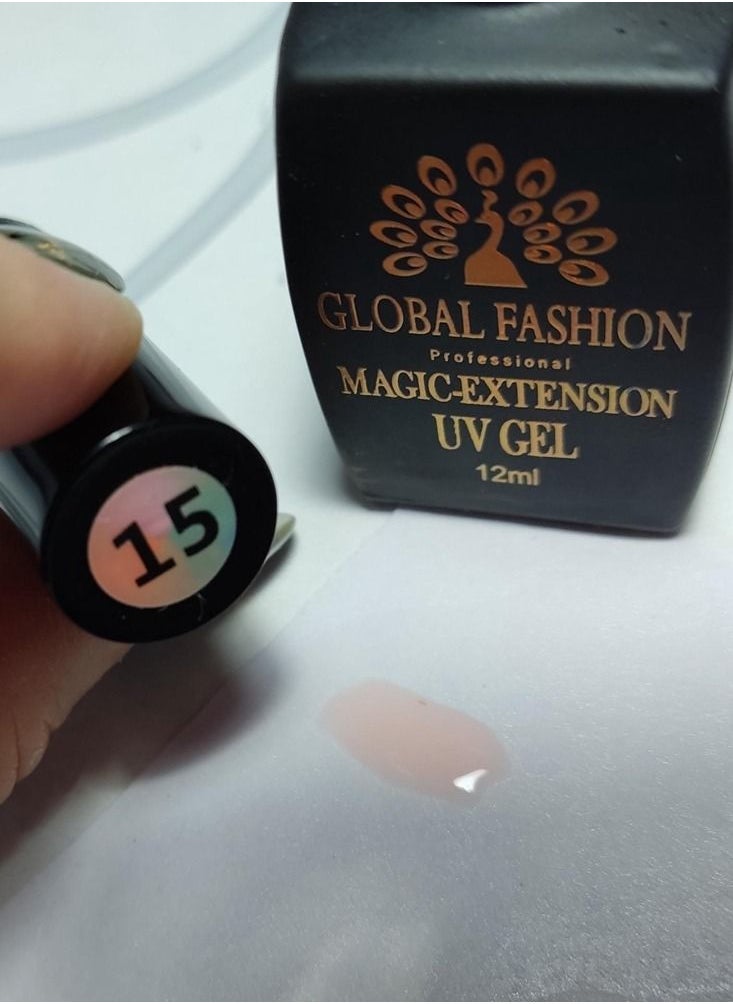 GLOBAL FASHION
Professional
MAGIC-EXTENSION
UV GEL
12ml
15